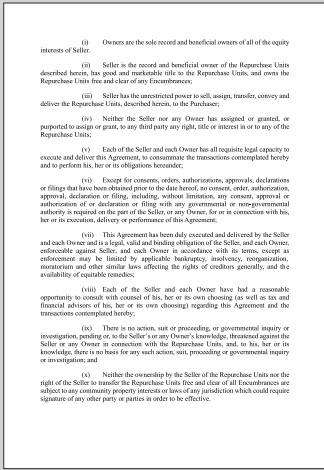 (i) Owners are the sole record and beneficial owners of all of the equity
interests of Seller.
(ii) Seller is the record and beneficial owner of the Repurchase Units
described herein, has good and marketable title to the Repurchase Units, and owns the
Repurchase Units free and clear of any Encumbrances;
(iii) Seller has the unrestricted power to sell, assign, transfer, convey and
deliver the Repurchase Units, described herein, to the Purchaser;
(iv) Neither the Seller nor any Owner has assigned or granted, or
purported to assign or grant, to any third party any right, title or interest in or to any of the
Repurchase Units;
(v) Each of the Seller and each Owner has all requisite legal capacity to
execute and deliver this Agreement, to consummate the transactions contemplated hereby
and to perform his, her or its obligations hereunder;
(vi) Except for consents, orders, authorizations, approvals, declarations
or filings that have been obtained prior to the date hereof, no consent, order, authorization,
approval, declaration or filing, including, without limitation, any consent, approval or
authorization of or declaration or filing with any governmental or non-governmental
authority is required on the part of the Seller, or any Owner, for or in connection with his,
her or its execution, delivery or performance of this Agreement;
(vii) This Agreement has been duly executed and delivered by the Seller
and each Owner and is a legal, valid and binding obligation of the Seller, and each Owner,
enforceable against Seller, and each Owner in accordance with its terms, except as
enforcement may be limited by applicable bankruptcy, insolvency, reorganization,
moratorium and other similar laws affecting the rights of creditors generally, and the
availability of equitable remedies;
(viii) Each of the Seller and each Owner have had a reasonable
opportunity to consult with counsel of his, her or its own choosing (as well as tax and
financial advisors of his, her or its own choosing) regarding this Agreement and the
transactions contemplated hereby;
(ix) There is no action, suit or proceeding, or governmental inquiry or
investigation, pending or, to the Seller's or any Owner's knowledge, threatened against the
Seller or any Owner in connection with the Repurchase Units, and, to his, her or its
knowledge, there is no basis for any such action, suit, proceeding or governmental inquiry
or investigation; and
(x) Neither the ownership by the Seller of the Repurchase Units nor the
right of the Seller to transfer the Repurchase Units free and clear of all Encumbrances are
subject to any community property interests or laws of any jurisdiction which could require
signature of any other party or parties in order to be effective.